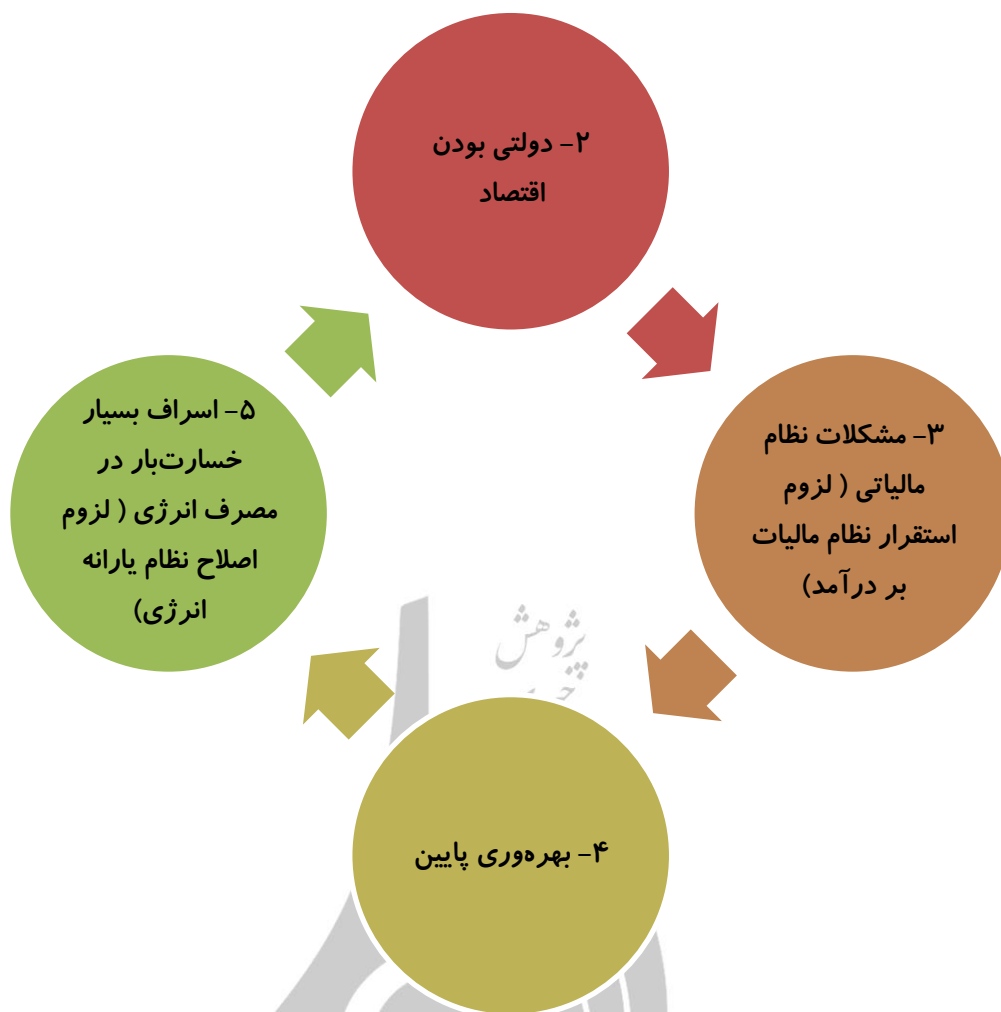 ۲- دولتی بودن
اقتصاد
۳- مشکلات نظام
مالیاتی ( لزوم
استقرار نظام مالیات
بر درآمد)
۴- بهره‌وری پایین
۵- اسراف بسیار
خسارت‌بار در
مصرف انرژی ( لزوم
اصلاح نظام یارانه
انرژی)
پژوهش